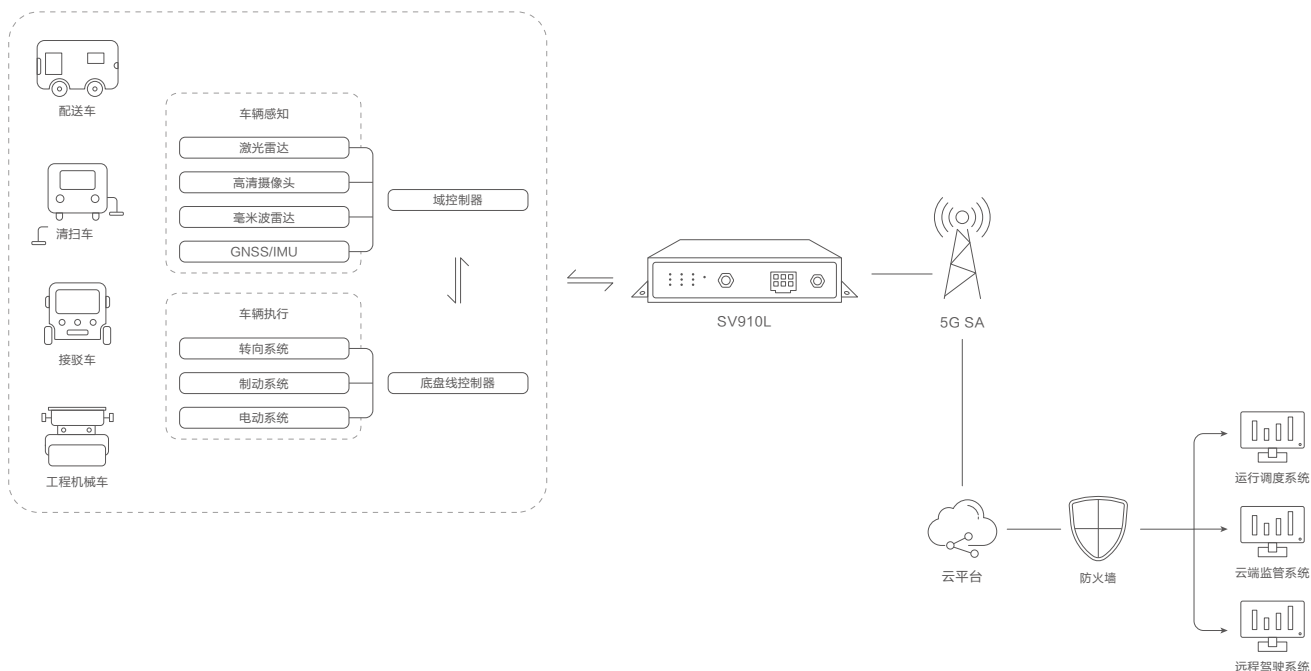 配送车
清扫车
接驳车
工程机械车
车辆感知
激光雷达
高清摄像头
毫米波雷达
GNSS/IMU
域控制器
车辆执行
转向系统
制动系统
电动系统
底盘线控制器
SV910L
5G SA
云平台
防火墙
运行调度系统
云端监管系统
远程驾驶系统